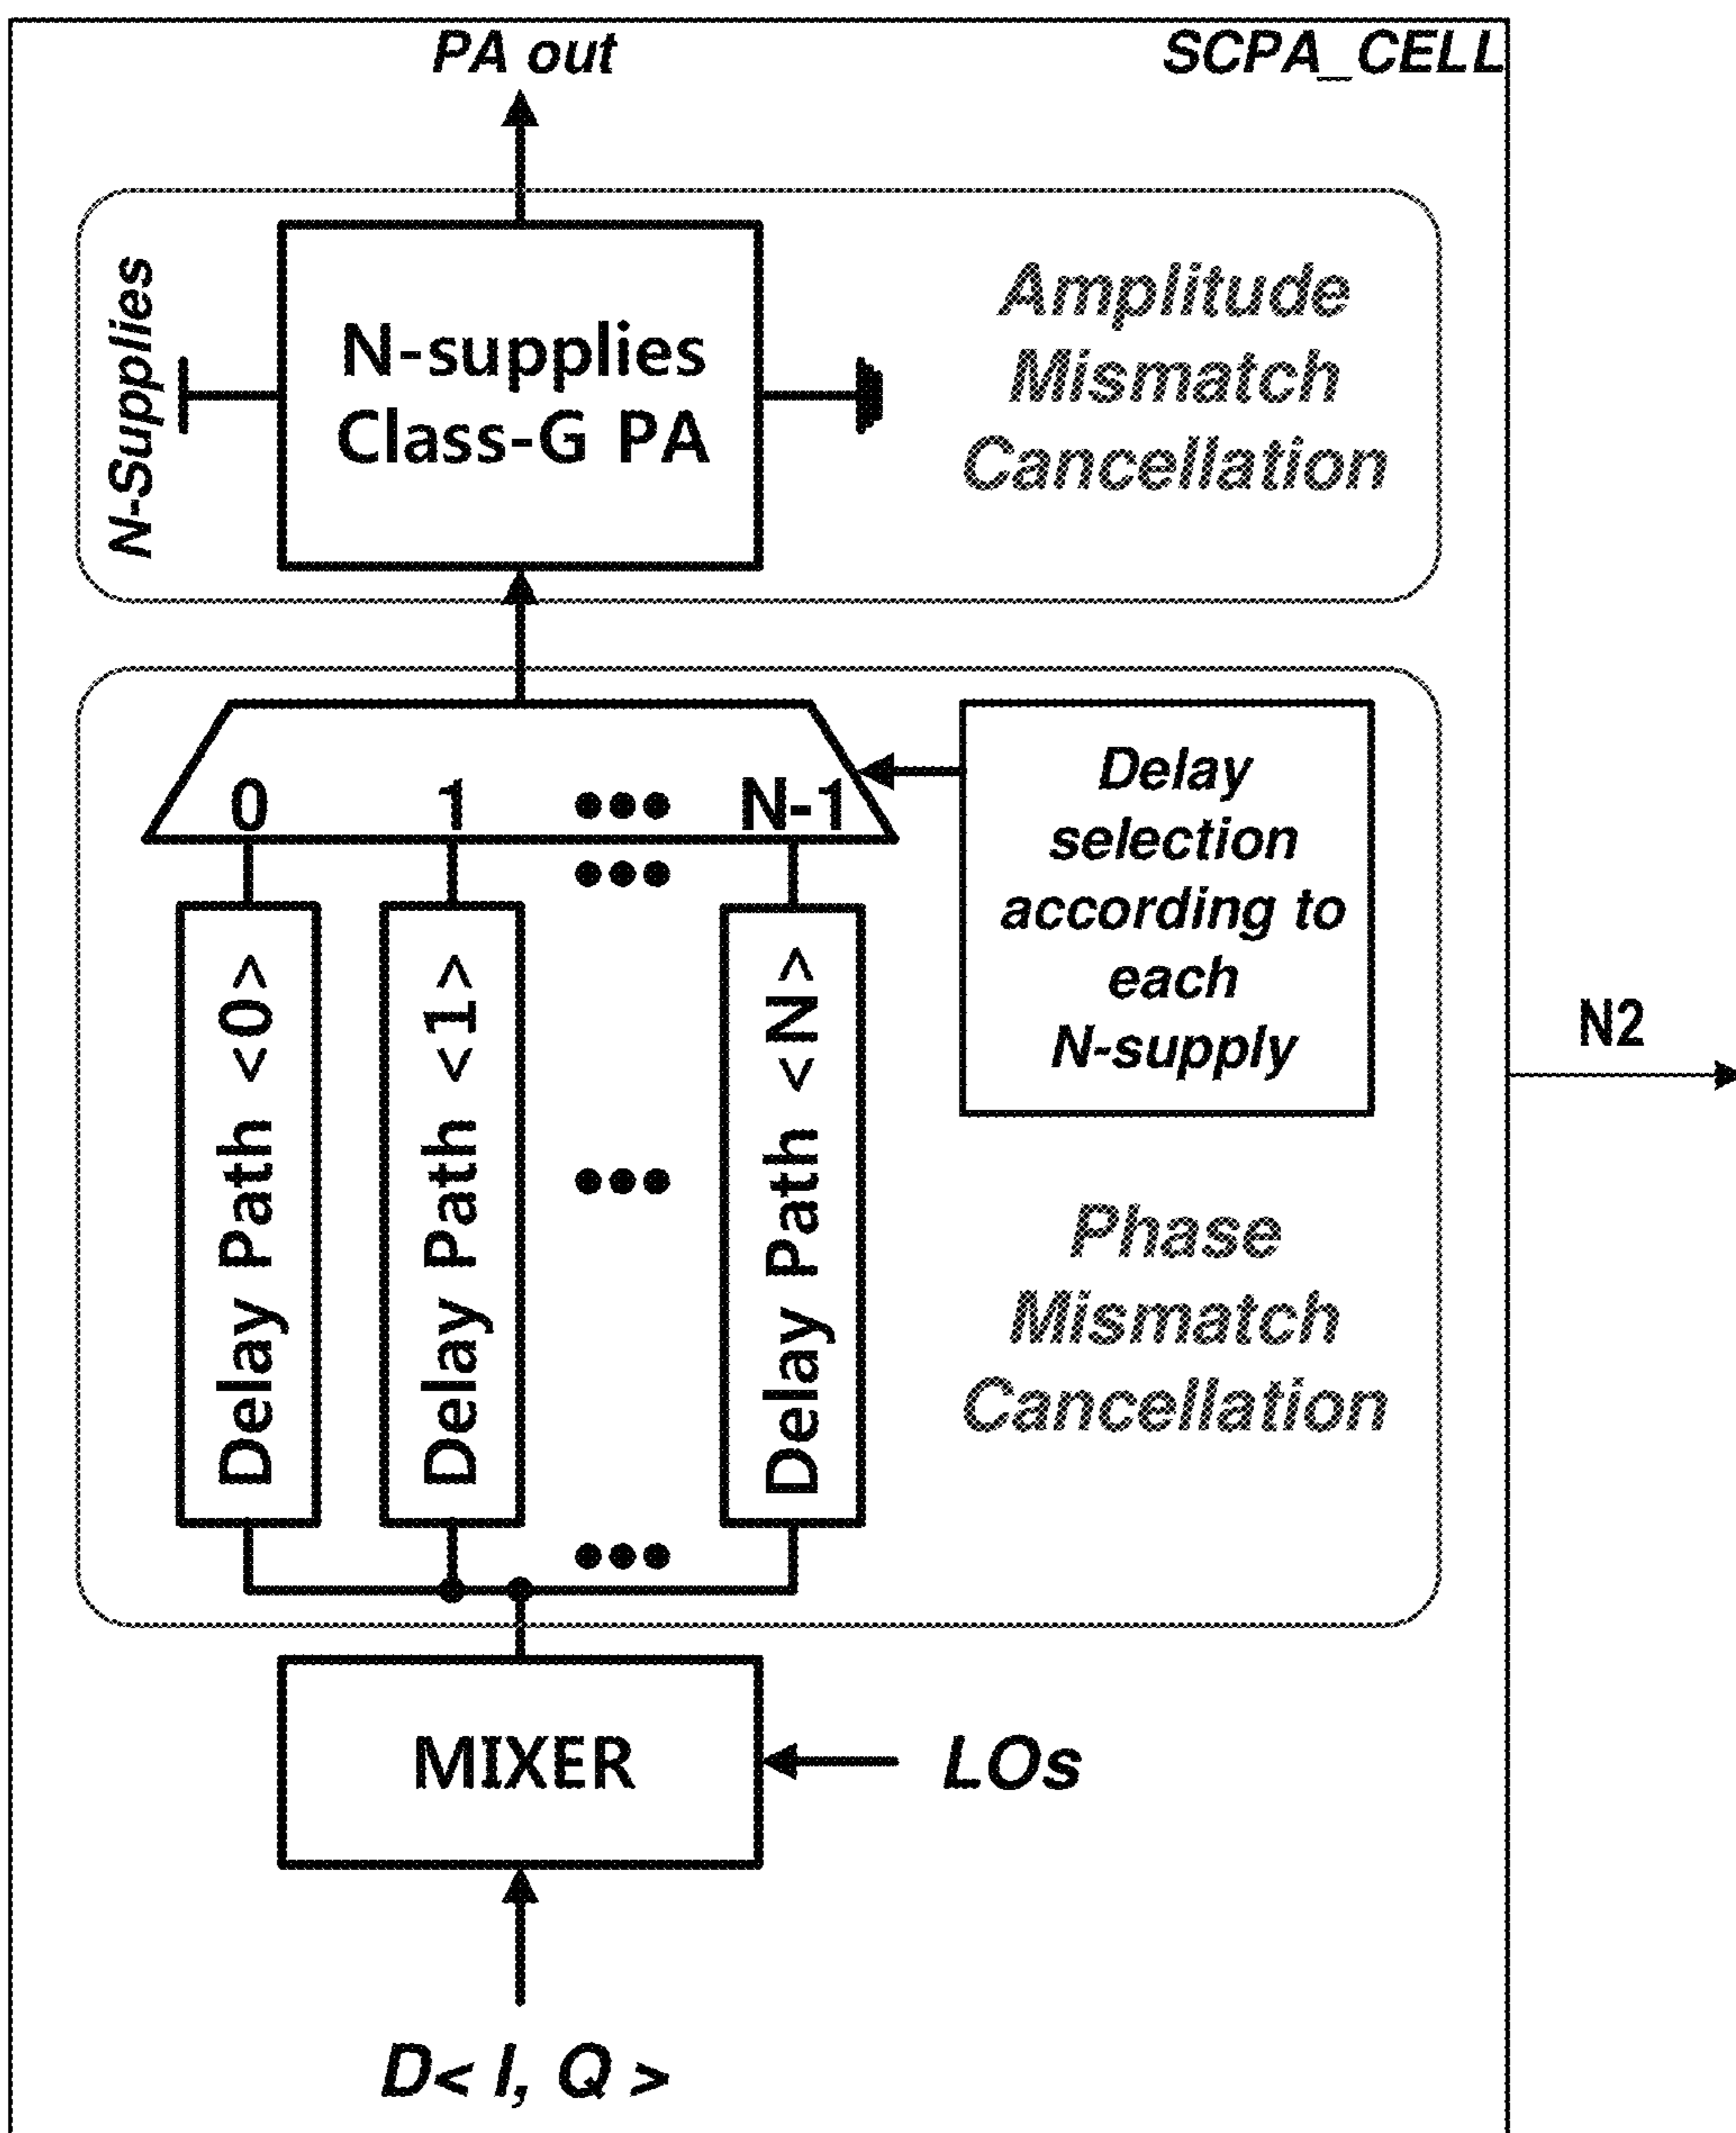 PA out
SCPA_CELL
N-Supplies
N-supplies
Class-G PA
Amplitude
Mismatch
Cancellation
0 1 ••• N-1
•••
Delay
selection
according to
each
N-supply
Delay Path <0>
Delay Path <1>
•••
Delay Path <N>
N2
Phase
Mismatch
Cancellation
•••
MIXER
LOs
D< I, Q >